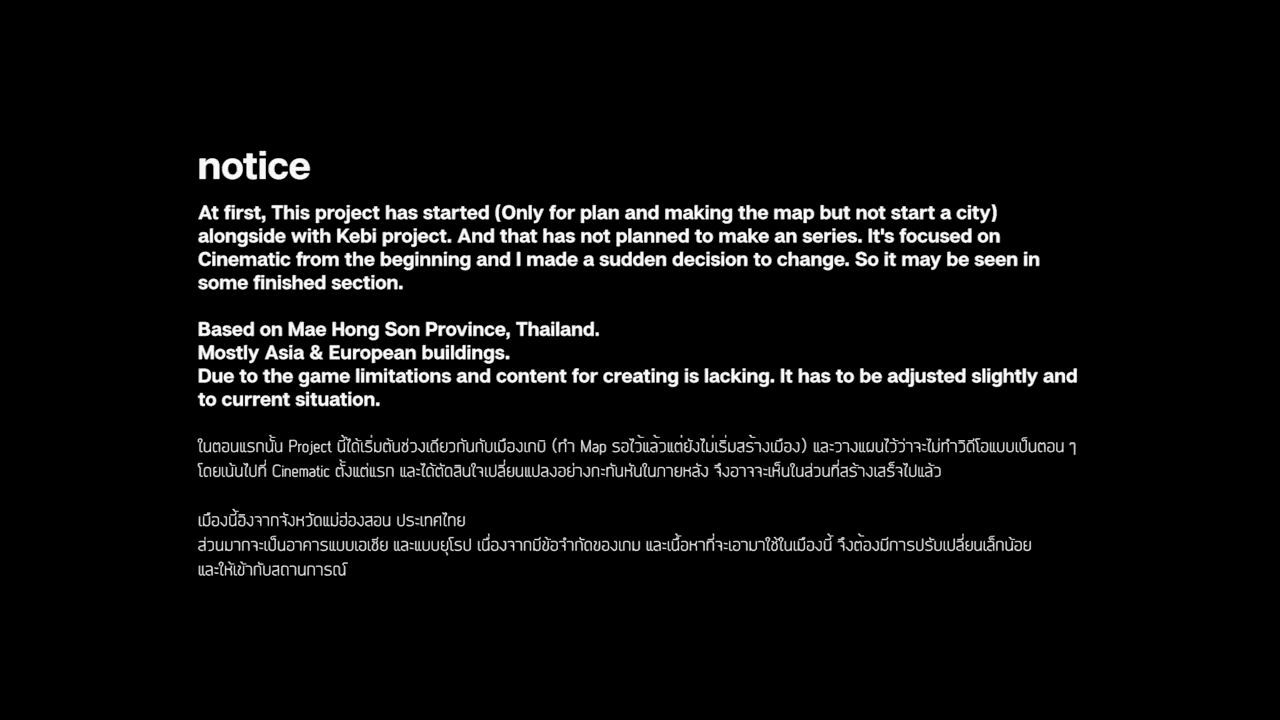 notice
At first, This project has started (Only for plan and making the map but not start a city)
alongside with Kebi project. And that has not planned to make an series. It's focused on
Cinematic from the beginning and I made a sudden decision to change. So it may be seen in
some finished section.
Based on Mae Hong Son Province, Thailand.
Mostly Asia & European buildings.
Due to the game limitations and content for creating is lacking. It has to be adjusted slightly and
to current situation.
ในตอนแรกนั้น Project นี้ได้เริ่มต้นช่วงเดียวกันกับเมืองเกบิ (ทำ Map รอไว้แล้วแต่ยังไม่เริ่มสร้างเมือง) และวางแผนไว้ว่าจะไม่ทำวิดีโอแบบเป็นตอน ๆ
โดยเน้นไปที่ Cinematic ตั้งแต่แรก และได้ตัดสินใจเปลี่ยนแปลงอย่างกะทันหันในภายหลัง จึงอาจจะเห็นในส่วนที่สร้างเสร็จไปแล้ว
เมืองนี้อิงจากจังหวัดแม่ฮ่องสอน ประเทศไทย
ส่วนมากจะเป็นอาคารแบบเอเชีย และแบบยุโรป เนื่องจากมีข้อจำกัดของเกม และเนื้อหาที่จะเอามาใช้ในเมืองนี้ จึงต้องมีการปรับเปลี่ยนเล็กน้อย
และให้เข้ากับสถานการณ์